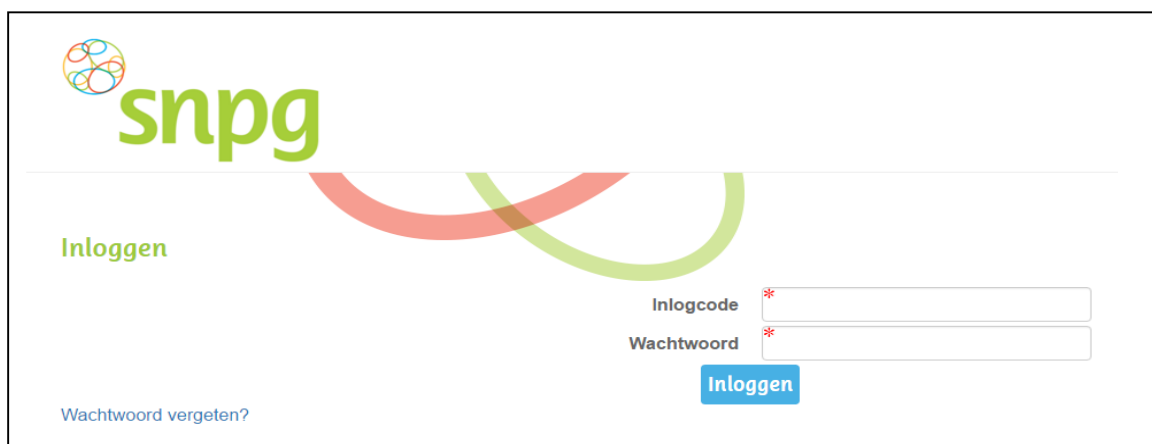 snpg
Inloggen
Inlogcode *
Wachtwoord *
Inloggen
Wachtwoord vergeten?